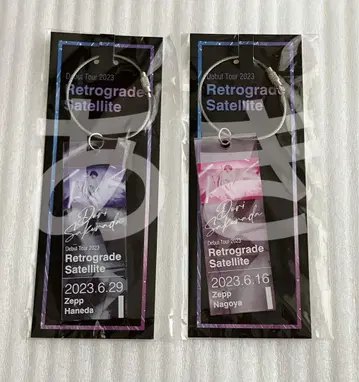 Debut Tour 2023
Retrograde
Satellite
Debut Tour 2023
Retrograde
Satellite
2023.6.29
Zepp
Haneda
Debut Tour 2023
Retrograde
Satellite
Debut Tour 2023
Retrograde
Satellite
2023.6.16
Zepp
Nagoya